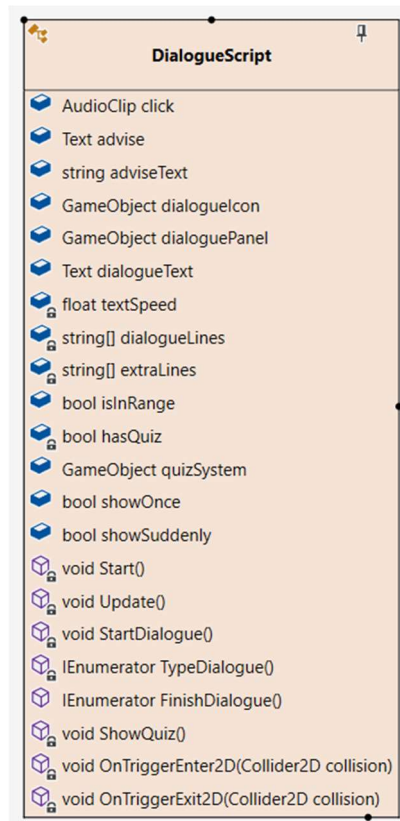 DialogueScript
AudioClip click
Text advise
string adviseText
GameObject dialogueIcon
GameObject dialoguePanel
Text dialogueText
float textSpeed
string[] dialogueLines
string[] extraLines
bool isInRange
bool hasQuiz
GameObject quizSystem
bool showOnce
bool showSuddenly
void Start()
void Update()
void StartDialogue()
IEnumerator TypeDialogue()
IEnumerator FinishDialogue()
void ShowQuiz()
void OnTriggerEnter2D(Collider2D collision)
void OnTriggerExit2D(Collider2D collision)